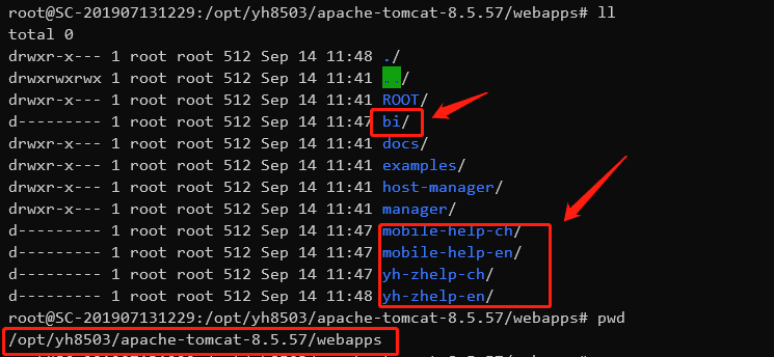 root@SC-201907131229:/opt/yh8503/apache-tomcat-8.5.57/webapps# ll
total 0
drwxr-x--- 1 root root 512 Sep 14 11:48 ./
drwxrwxrwx 1 root root 512 Sep 14 11:41 ../
drwxr-x--- 1 root root 512 Sep 14 11:41 ROOT/
d--------- 1 root root 512 Sep 14 11:47 bi/
drwxr-x--- 1 root root 512 Sep 14 11:41 docs/
drwxr-x--- 1 root root 512 Sep 14 11:41 examples/
drwxr-x--- 1 root root 512 Sep 14 11:41 host-manager/
drwxr-x--- 1 root root 512 Sep 14 11:41 manager/
d--------- 1 root root 512 Sep 14 11:47 mobile-help-ch/
d--------- 1 root root 512 Sep 14 11:47 mobile-help-en/
d--------- 1 root root 512 Sep 14 11:47 yh-zhelp-ch/
d--------- 1 root root 512 Sep 14 11:48 yh-zhelp-en/
root@SC-201907131229:/opt/yh8503/apache-tomcat-8.5.57/webapps# pwd
/opt/yh8503/apache-tomcat-8.5.57/webapps